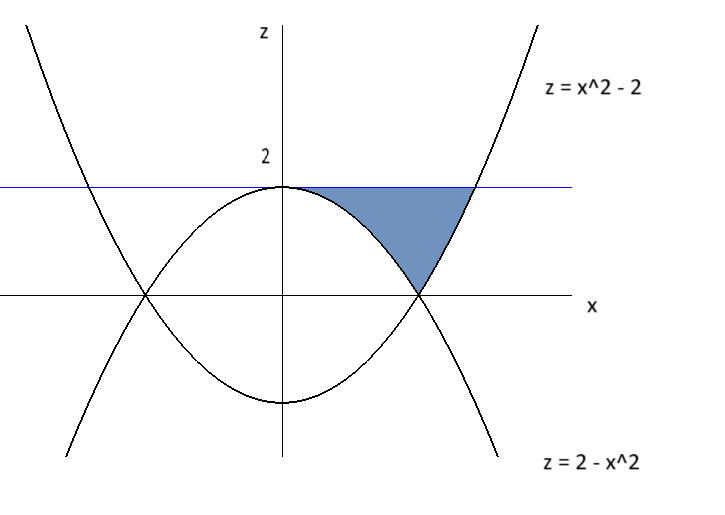 z
z = x^2 - 2
2
x
z = 2 - x^2